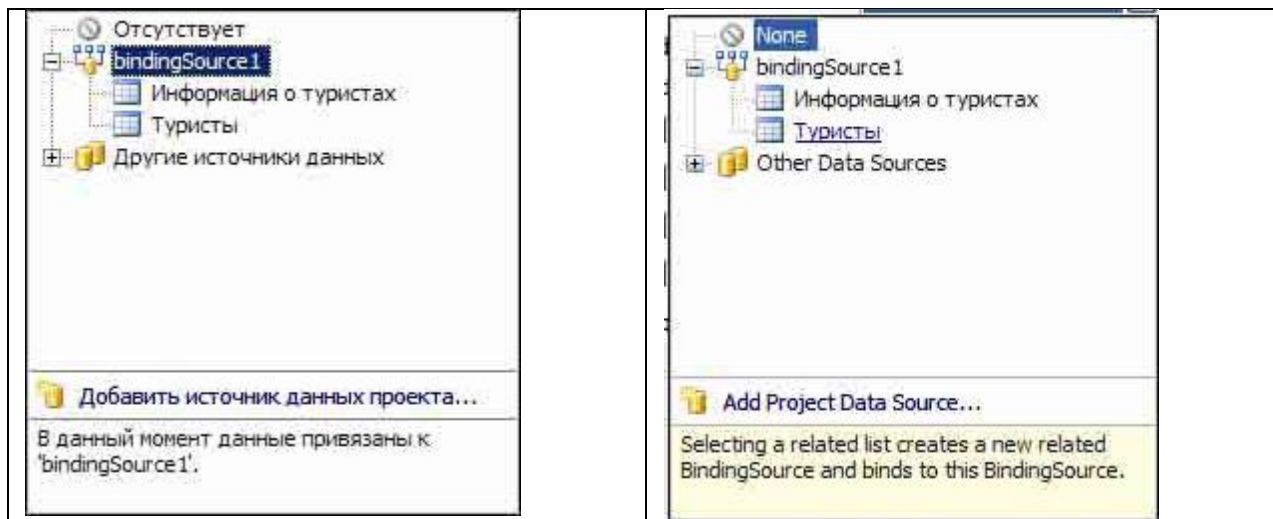 Отсутствует
bindingSource1
Информация о туристах
Туристы
Другие источники данных
Добавить источник данных проекта...
В данный момент данные привязаны к
'bindingSource1'.
None
bindingSource1
Информация о туристах
Туристы
Other Data Sources
Add Project Data Source...
Selecting a related list creates a new related
BindingSource and binds to this BindingSource.